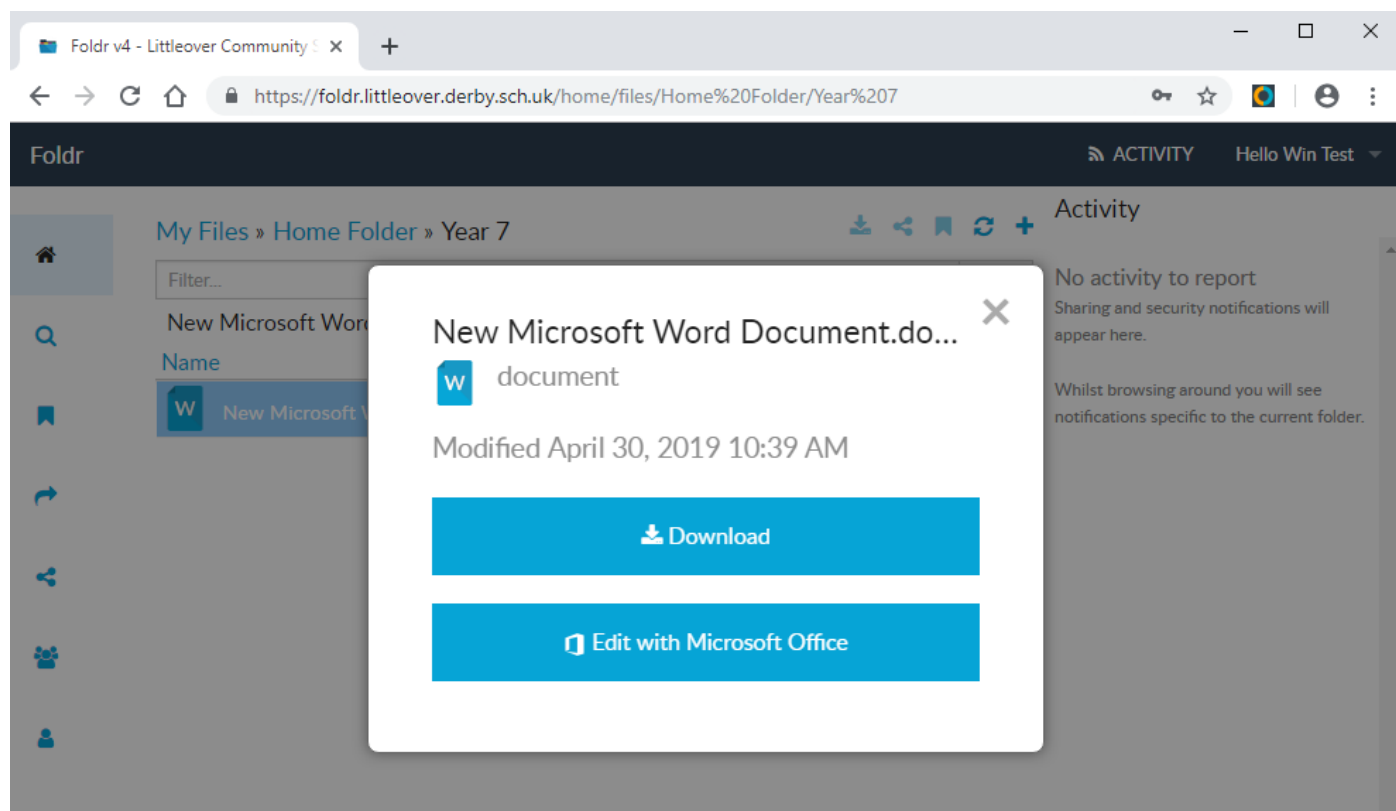 Foldr v4 - Littleover Community S
https://foldr.littleover.derby.sch.uk/home/files/Home%20Folder/Year%207
Foldr
ACTIVITY
Hello Win Test
My Files » Home Folder » Year 7
Filter...
New Microsoft Word
Name
W New Microsoft W
New Microsoft Word Document.do...
W document
Modified April 30, 2019 10:39 AM
Download
Edit with Microsoft Office
Activity
No activity to report
Sharing and security notifications will
appear here.
Whilst browsing around you will see
notifications specific to the current folder.